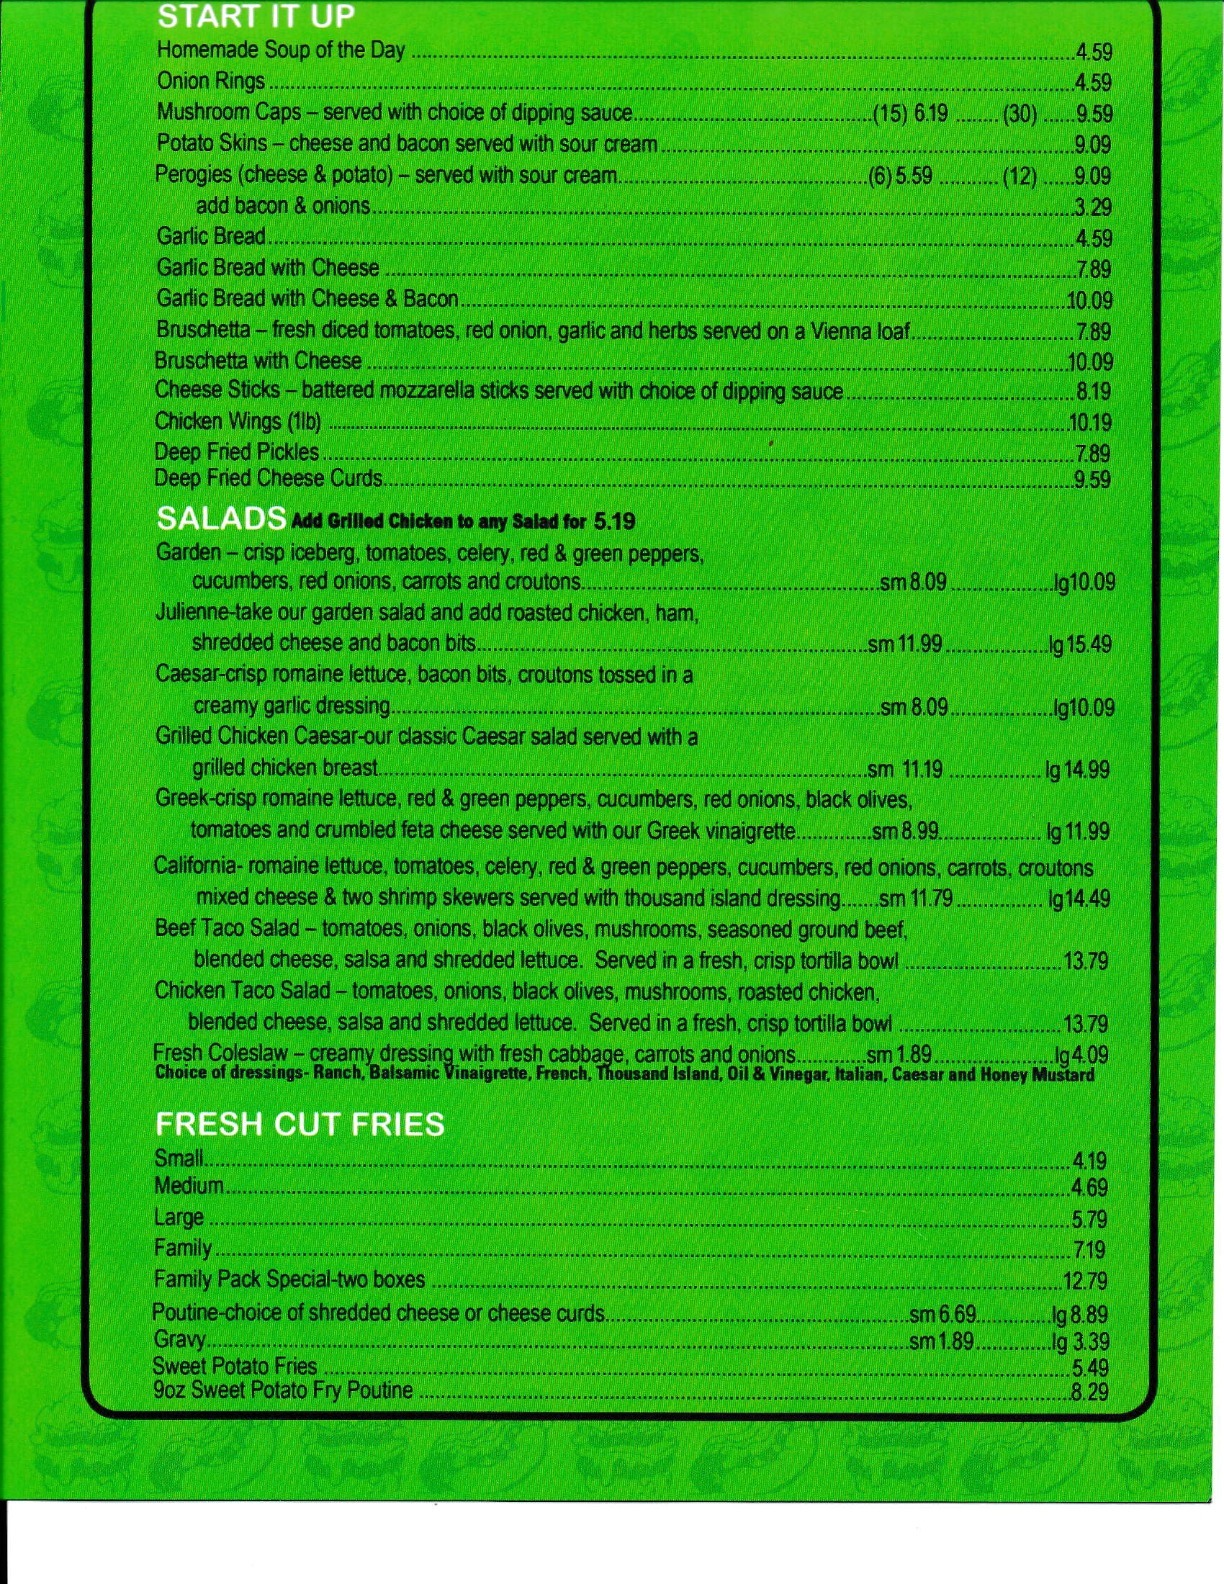 START IT UP
Homemade Soup of the Day 4.59
Onion Rings 4.59
Mushroom Caps – served with choice of dipping sauce (15) 6.19 (30) 9.59
Potato Skins – cheese and bacon served with sour cream 9.09
Perogies (cheese & potato) – served with sour cream (6) 5.59 (12) 9.09
add bacon & onions 3.29
Garlic Bread 4.59
Garlic Bread with Cheese 7.89
Garlic Bread with Cheese & Bacon 10.09
Bruschetta – fresh diced tomatoes, red onion, garlic and herbs served on a Vienna loaf 7.89
Bruschetta with Cheese 10.09
Cheese Sticks – battered mozzarella sticks served with choice of dipping sauce 8.19
Chicken Wings (1lb) 10.19
Deep Fried Pickles 7.89
Deep Fried Cheese Curds 9.59
SALADS Add Grilled Chicken to any Salad for 5.19
Garden – crisp iceberg, tomatoes, celery, red & green peppers,
cucumbers, red onions, carrots and croutons sm 8.09 lg10.09
Julienne-take our garden salad and add roasted chicken, ham,
shredded cheese and bacon bits sm 11.99 lg 15.49
Caesar-crisp romaine lettuce, bacon bits, croutons tossed in a
creamy garlic dressing sm 8.09 lg10.09
Grilled Chicken Caesar-our classic Caesar salad served with a
grilled chicken breast sm 11.19 lg 14.99
Greek-crisp romaine lettuce, red & green peppers, cucumbers, red onions, black olives,
tomatoes and crumbled feta cheese served with our Greek vinaigrette sm 8.99 lg 11.99
California- romaine lettuce, tomatoes, celery, red & green peppers, cucumbers, red onions, carrots, croutons
mixed cheese & two shrimp skewers served with thousand island dressing sm 11.79 lg14.49
Beef Taco Salad – tomatoes, onions, black olives, mushrooms, seasoned ground beef,
blended cheese, salsa and shredded lettuce. Served in a fresh, crisp tortilla bowl 13.79
Chicken Taco Salad – tomatoes, onions, black olives, mushrooms, roasted chicken,
blended cheese, salsa and shredded lettuce. Served in a fresh, crisp tortilla bowl 13.79
Fresh Coleslaw – creamy dressing with fresh cabbage, carrots and onions sm 1.89 lg4.09
Choice of dressings- Ranch, Balsamic Vinaigrette, French, Thousand Island, Oil & Vinegar, Italian, Caesar and Honey Mustard
FRESH CUT FRIES
Small 4.19
Medium 4.69
Large 5.79
Family 7.19
Family Pack Special-two boxes 12.79
Poutine-choice of shredded cheese or cheese curds sm 6.69 lg 8.89
Gravy sm 1.89 lg 3.39
Sweet Potato Fries 5.49
9oz Sweet Potato Fry Poutine 8.29